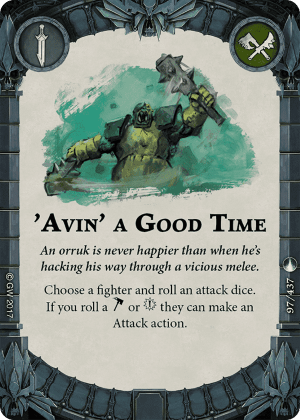 'Avin' a Good Time
An orruk is never happier than when he's
hacking his way through a vicious melee.
Choose a fighter and roll an attack dice.
If you roll a or they can make an
Attack action.
© GW 2017
97/437